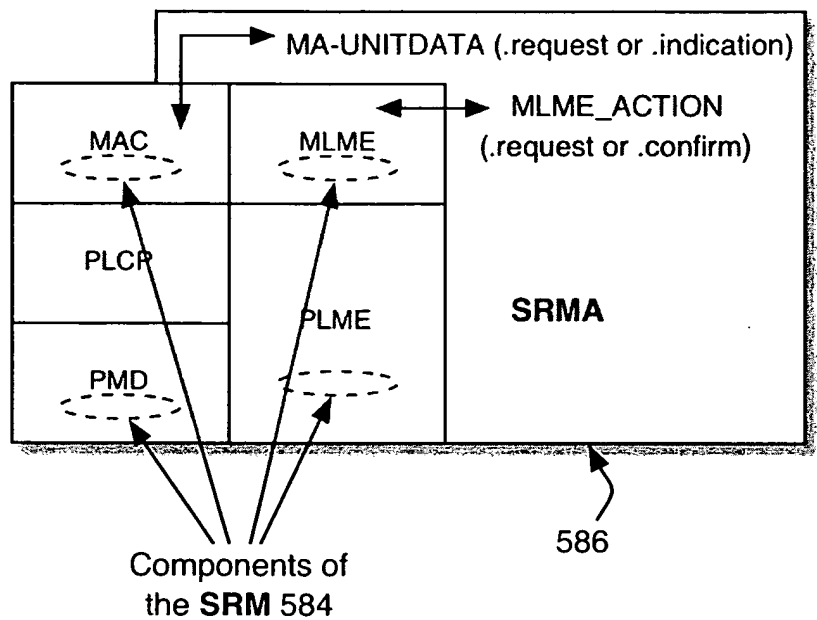 MA-UNITDATA (.request or .indication)
MLME_ACTION
(.request or .confirm)
MAC
MLME
PLCP
PLME
SRMA
PMD
586
Components of
the SRM 584